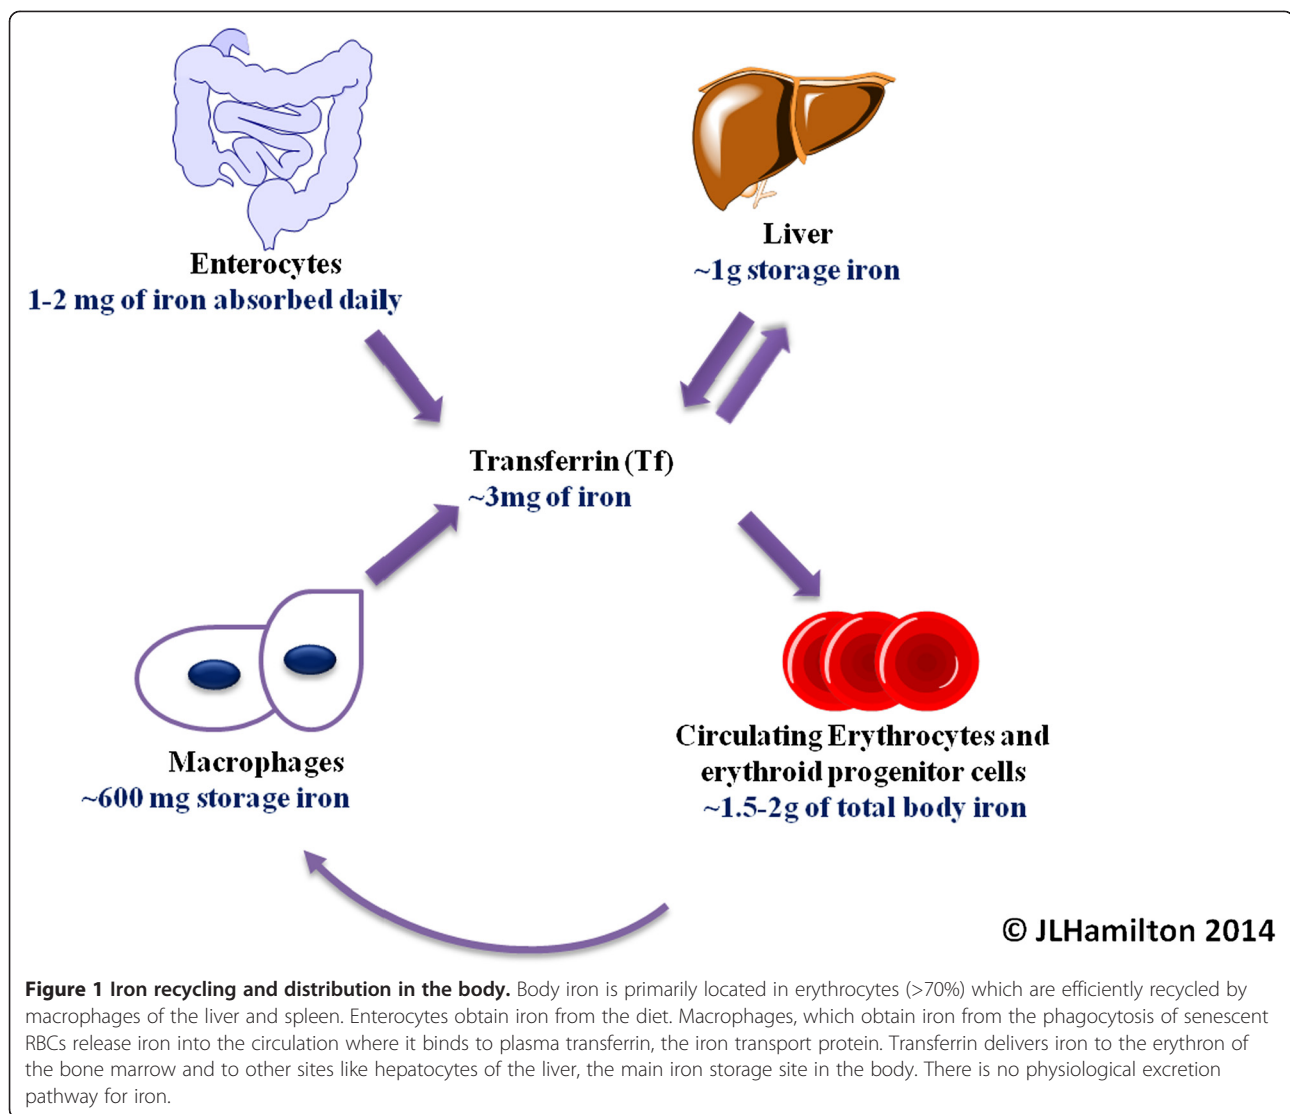 Enterocytes
1-2 mg of iron absorbed daily
Liver
~1g storage iron
Transferrin (Tf)
~3mg of iron
Macrophages
~600 mg storage iron
Circulating Erythrocytes and
erythroid progenitor cells
~1.5-2g of total body iron
© JLHamilton 2014
Figure 1 Iron recycling and distribution in the body. Body iron is primarily located in erythrocytes (>70%) which are efficiently recycled by
macrophages of the liver and spleen. Enterocytes obtain iron from the diet. Macrophages, which obtain iron from the phagocytosis of senescent
RBCs release iron into the circulation where it binds to plasma transferrin, the iron transport protein. Transferrin delivers iron to the erythron of
the bone marrow and to other sites like hepatocytes of the liver, the main iron storage site in the body. There is no physiological excretion
pathway for iron.